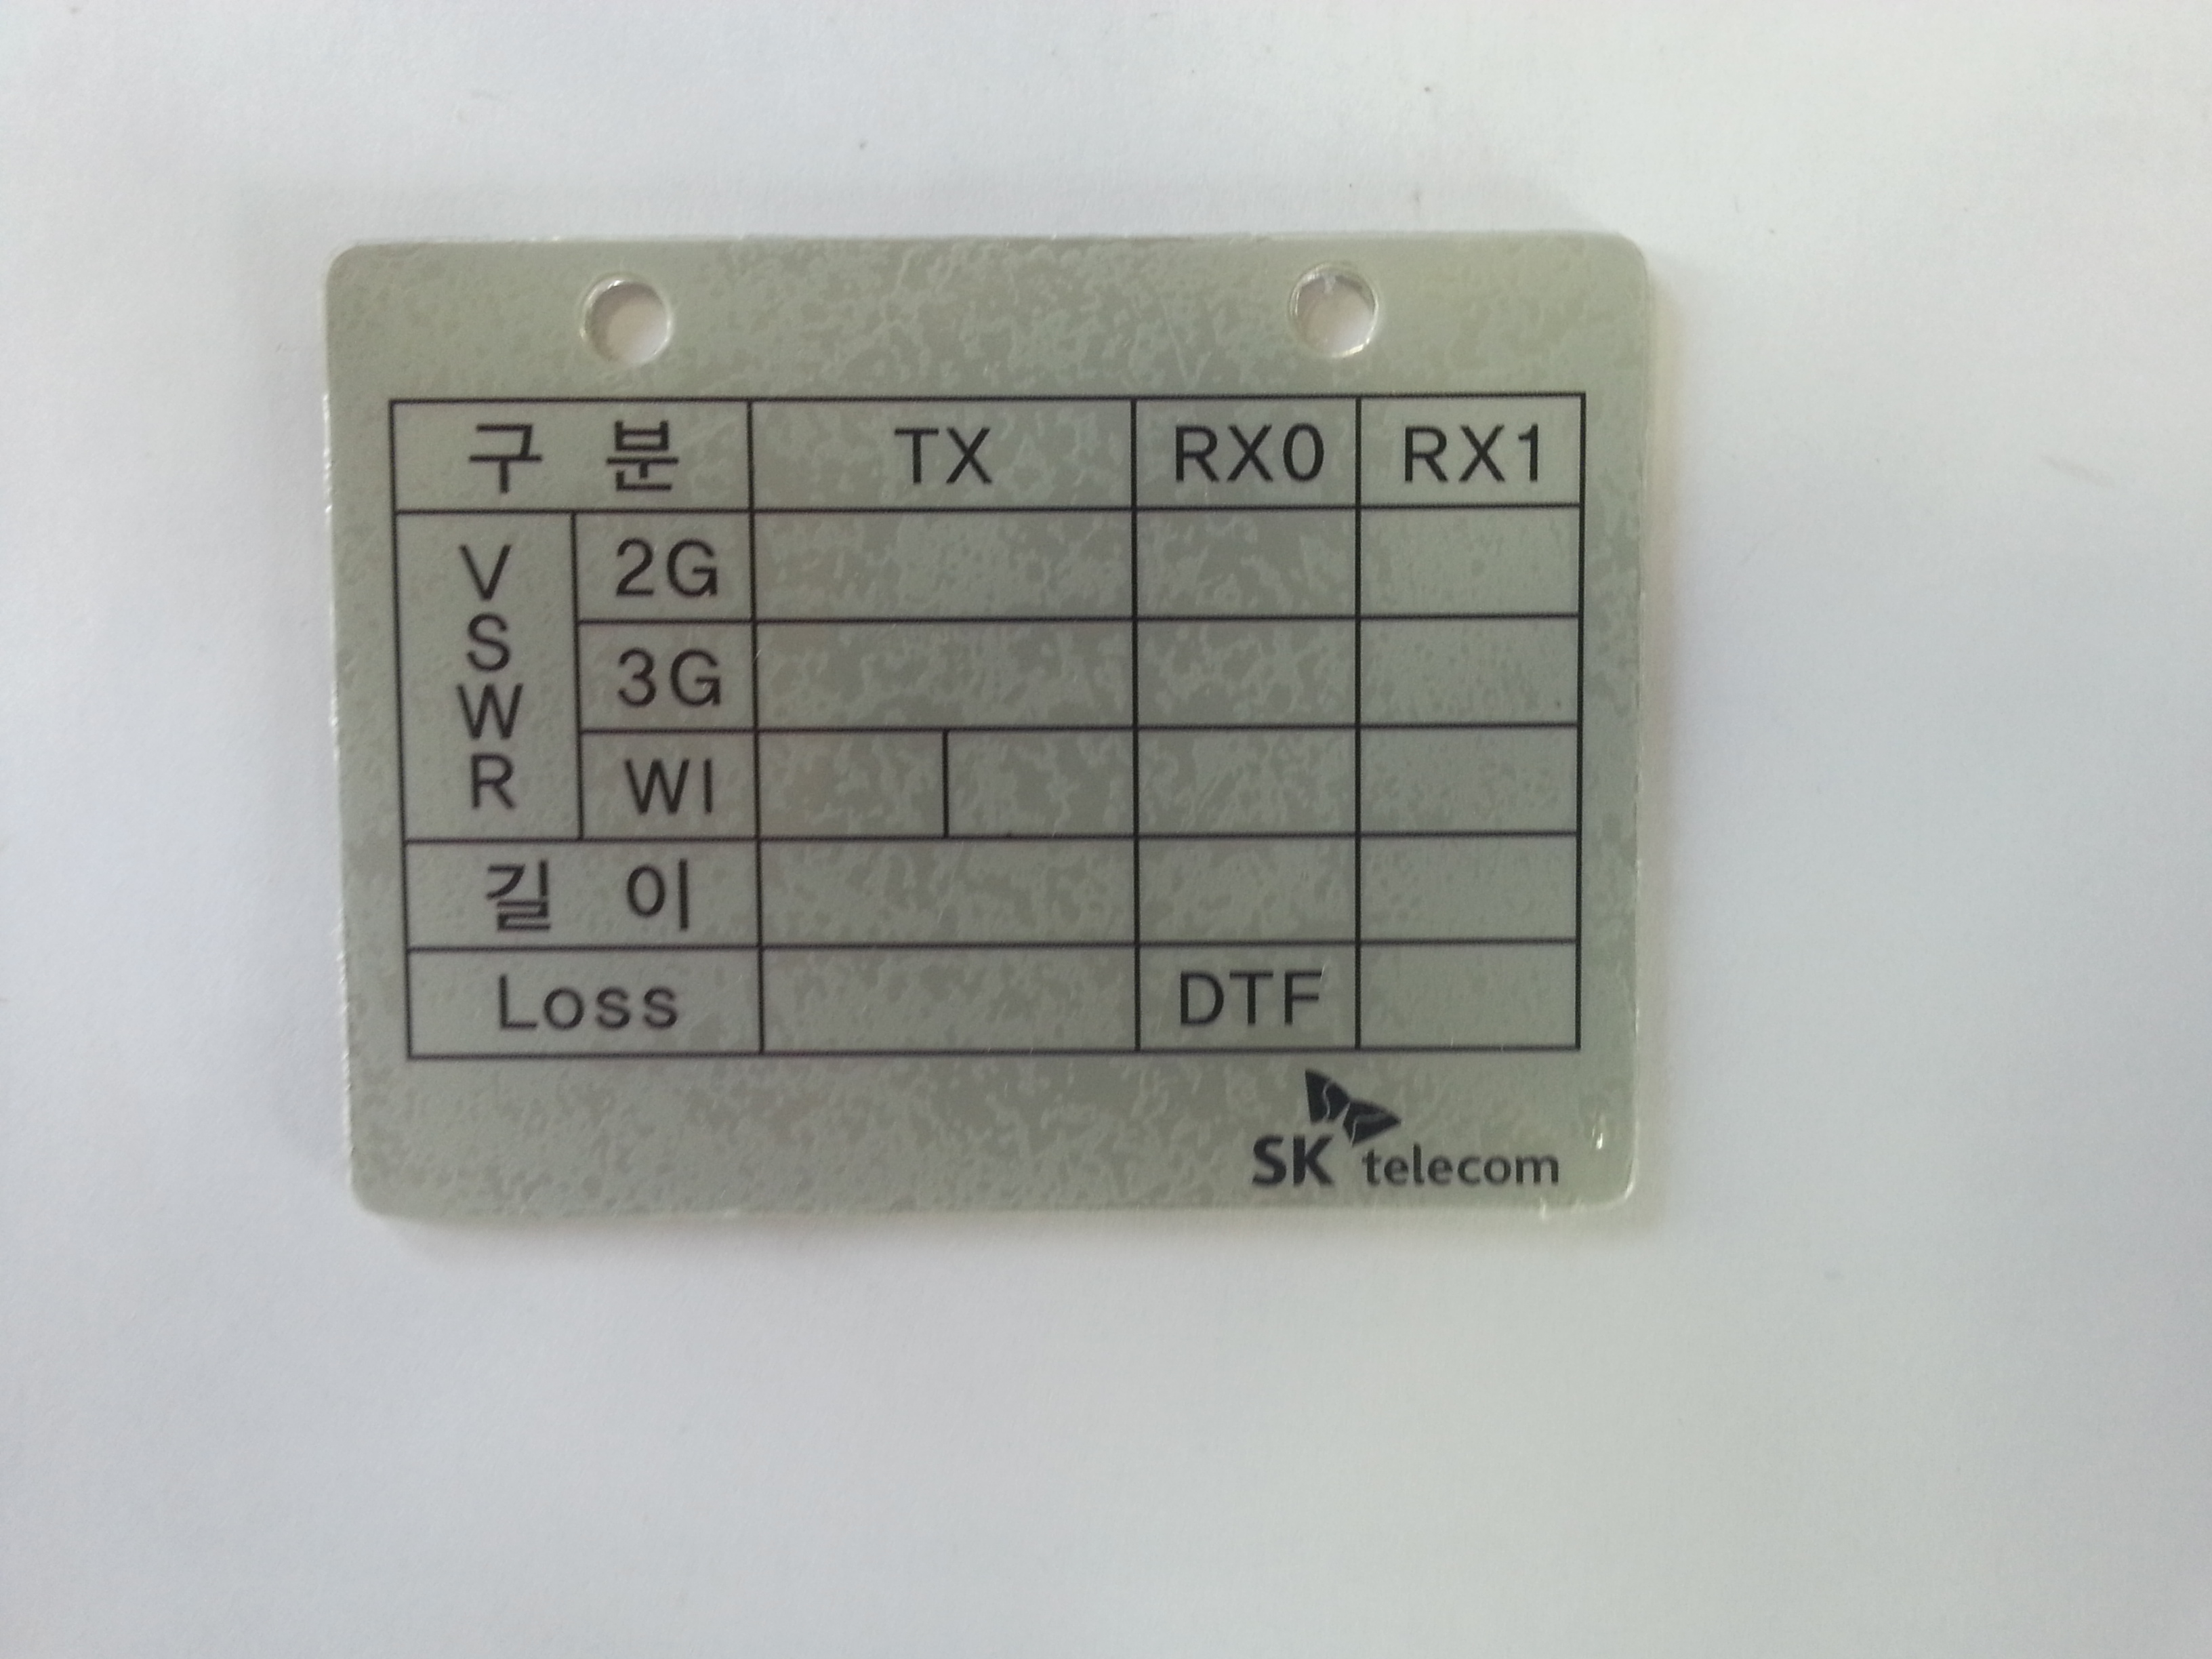 구 분 TX RX0 RX1
VSWR 2G
3G
WI
길 이
Loss DTF
SK telecom